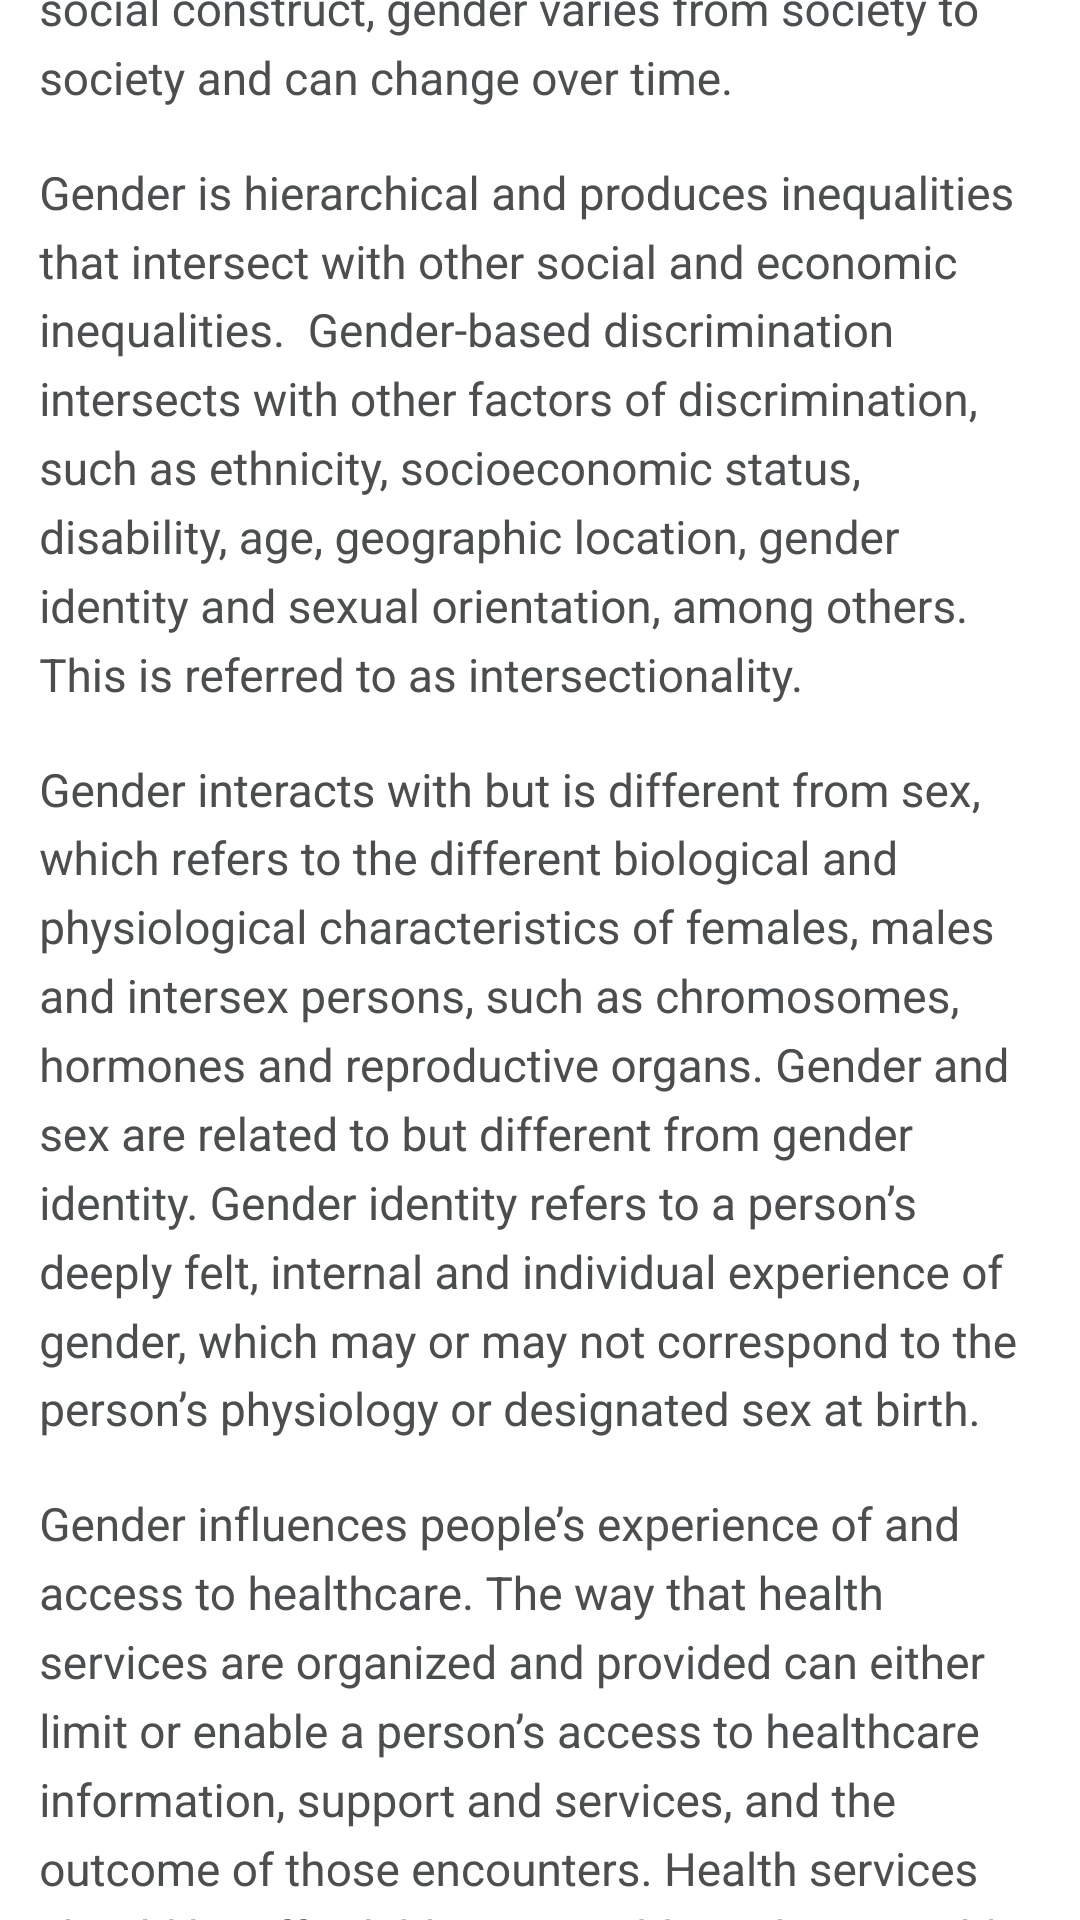 social construct, gender varies from society to
society and can change over time.
Gender is hierarchical and produces inequalities
that intersect with other social and economic
inequalities.  Gender-based discrimination
intersects with other factors of discrimination,
such as ethnicity, socioeconomic status,
disability, age, geographic location, gender
identity and sexual orientation, among others.
This is referred to as intersectionality.
Gender interacts with but is different from sex,
which refers to the different biological and
physiological characteristics of females, males
and intersex persons, such as chromosomes,
hormones and reproductive organs. Gender and
sex are related to but different from gender
identity. Gender identity refers to a person’s
deeply felt, internal and individual experience of
gender, which may or may not correspond to the
person’s physiology or designated sex at birth.
Gender influences people’s experience of and
access to healthcare. The way that health
services are organized and provided can either
limit or enable a person’s access to healthcare
information, support and services, and the
outcome of those encounters. Health services